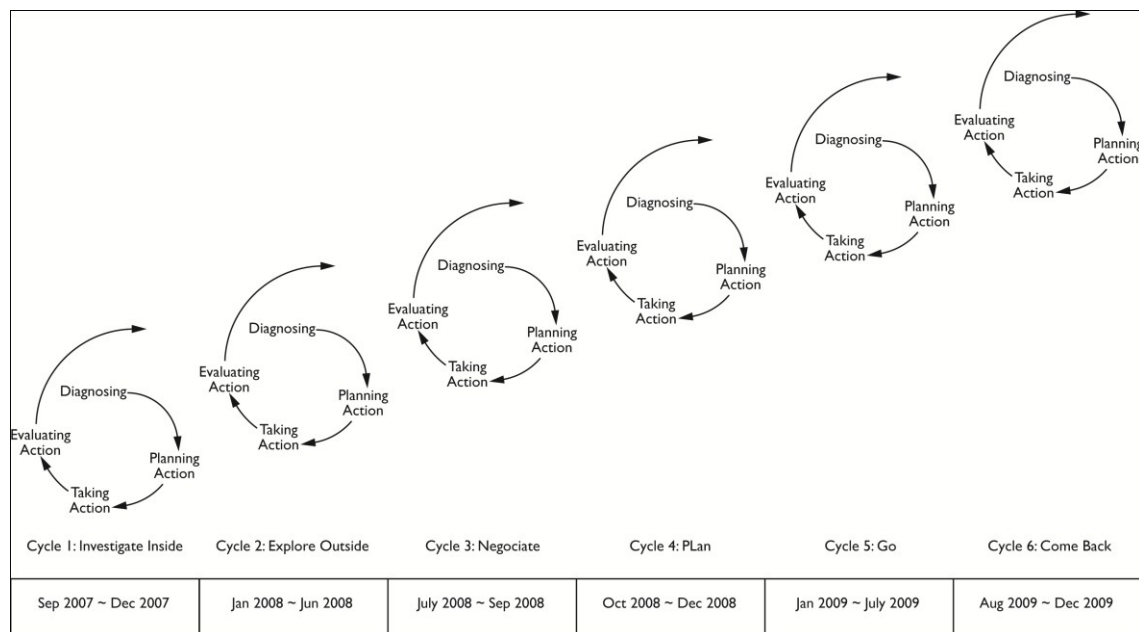 Diagnosing
Evaluating
Action
Planning
Action
Taking
Action
Diagnosing
Evaluating
Action
Planning
Action
Taking
Action
Diagnosing
Evaluating
Action
Planning
Action
Taking
Action
Diagnosing
Evaluating
Action
Planning
Action
Taking
Action
Diagnosing
Evaluating
Action
Planning
Action
Taking
Action
Diagnosing
Evaluating
Action
Planning
Action
Taking
Action
Cycle 1: Investigate Inside
Cycle 2: Explore Outside
Cycle 3: Negociate
Cycle 4: PLan
Cycle 5: Go
Cycle 6: Come Back
Sep 2007 ~ Dec 2007
Jan 2008 ~ Jun 2008
July 2008 ~ Sep 2008
Oct 2008 ~ Dec 2008
Jan 2009 ~ July 2009
Aug 2009 ~ Dec 2009